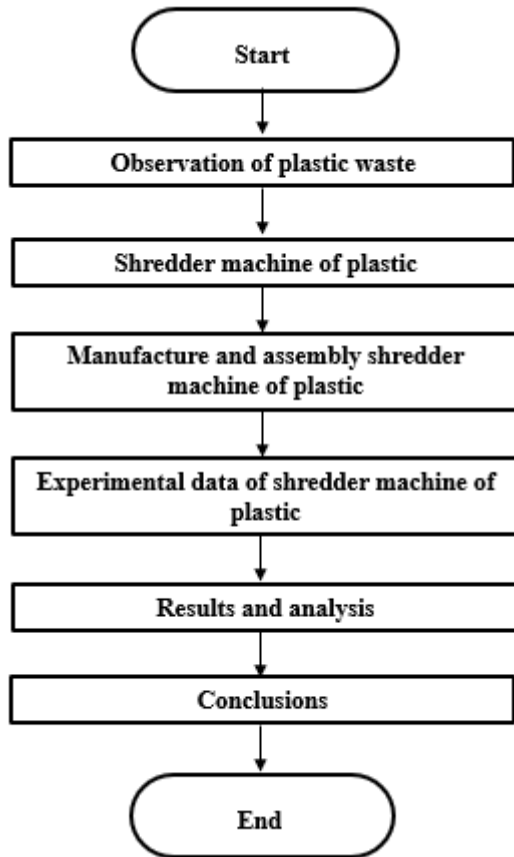 Start
Observation of plastic waste
Shredder machine of plastic
Manufacture and assembly shredder
machine of plastic
Experimental data of shredder machine of
plastic
Results and analysis
Conclusions
End